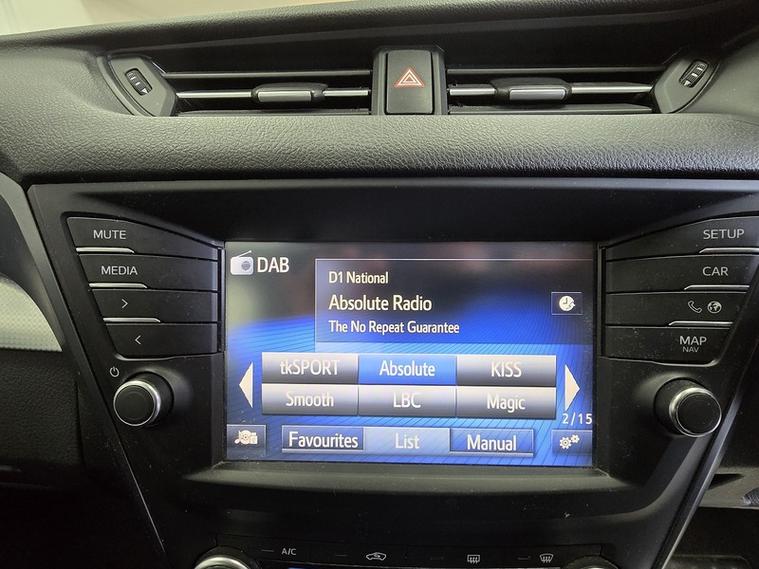 MUTE
MEDIA
SETUP
CAR
MAP
NAV
DAB
D1 National
Absolute Radio
The No Repeat Guarantee
tkSPORT
Absolute
KISS
Smooth
LBC
Magic
2/15
Favourites
List
Manual
A/C